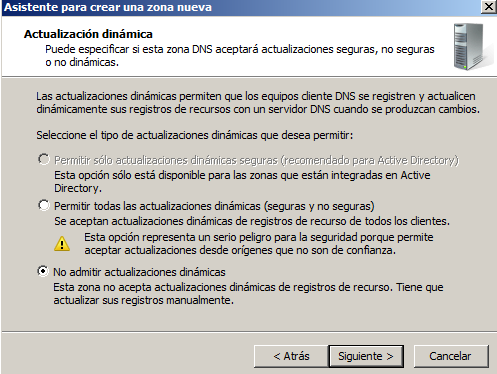 Asistente para crear una zona nueva
Actualización dinámica
Puede especificar si esta zona DNS aceptará actualizaciones seguras, no seguras
o no dinámicas.
Las actualizaciones dinámicas permiten que los equipos cliente DNS se registren y actualicen
dinámicamente sus registros de recursos con un servidor DNS cuando se produzcan cambios.
Seleccione el tipo de actualizaciones dinámicas que desea permitir:
Permitir sólo actualizaciones dinámicas seguras (recomendado para Active Directory)
Esta opción sólo está disponible para las zonas que están integradas en Active
Directory.
Permitir todas las actualizaciones dinámicas (seguras y no seguras)
Se aceptan actualizaciones dinámicas de registros de recurso de todos los clientes.
Esta opción representa un serio peligro para la seguridad porque permite
aceptar actualizaciones desde orígenes que no son de confianza.
No admitir actualizaciones dinámicas
Esta zona no acepta actualizaciones dinámicas de registros de recurso. Tiene que
actualizar sus registros manualmente.
< Atrás Siguiente > Cancelar